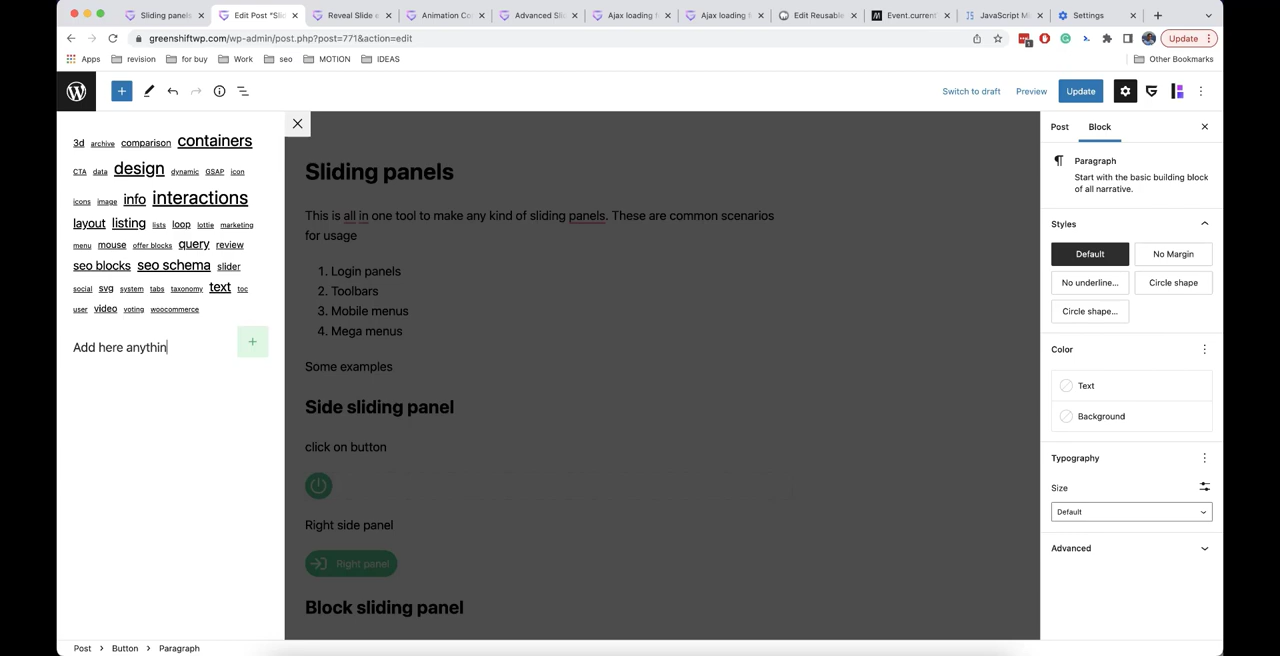 Sliding panels
Edit Post “Sli
Reveal Slide e
Animation Co
Advanced Slid
Ajax loading f
Ajax loading f
Edit Reusable
Event.current
JavaScript M
Settings
greenshiftwp.com/wp-admin/post.php?post=771&action=edit
Update
Apps
revision
for buy
Work
seo
MOTION
IDEAS
Other Bookmarks
Switch to draft
Preview
Update
3d archive comparison containers
CTA data design dynamic GSAP icon
icons image info interactions
layout listing lists loop lottie marketing
menu mouse offer blocks query review
seo blocks seo schema slider
social svg system tabs taxonomy text toc
user video voting woocommerce
Add here anythin
Sliding panels
This is all in one tool to make any kind of sliding panels. These are common scenarios
for usage
1. Login panels
2. Toolbars
3. Mobile menus
4. Mega menus
Some examples
Side sliding panel
click on button
Right side panel
Right panel
Block sliding panel
Post
Block
Paragraph
Start with the basic building block
of all narrative.
Styles
Default
No Margin
No underline...
Circle shape
Circle shape...
Color
Text
Background
Typography
Size
Default
Advanced
Post > Button > Paragraph